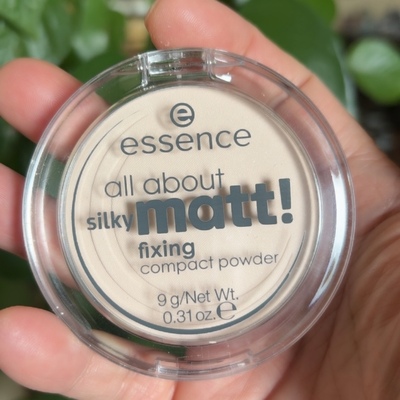 e
essence
all about
silky matt!
fixing
compact powder
9 g/Net Wt.
0.31 oz. ℮